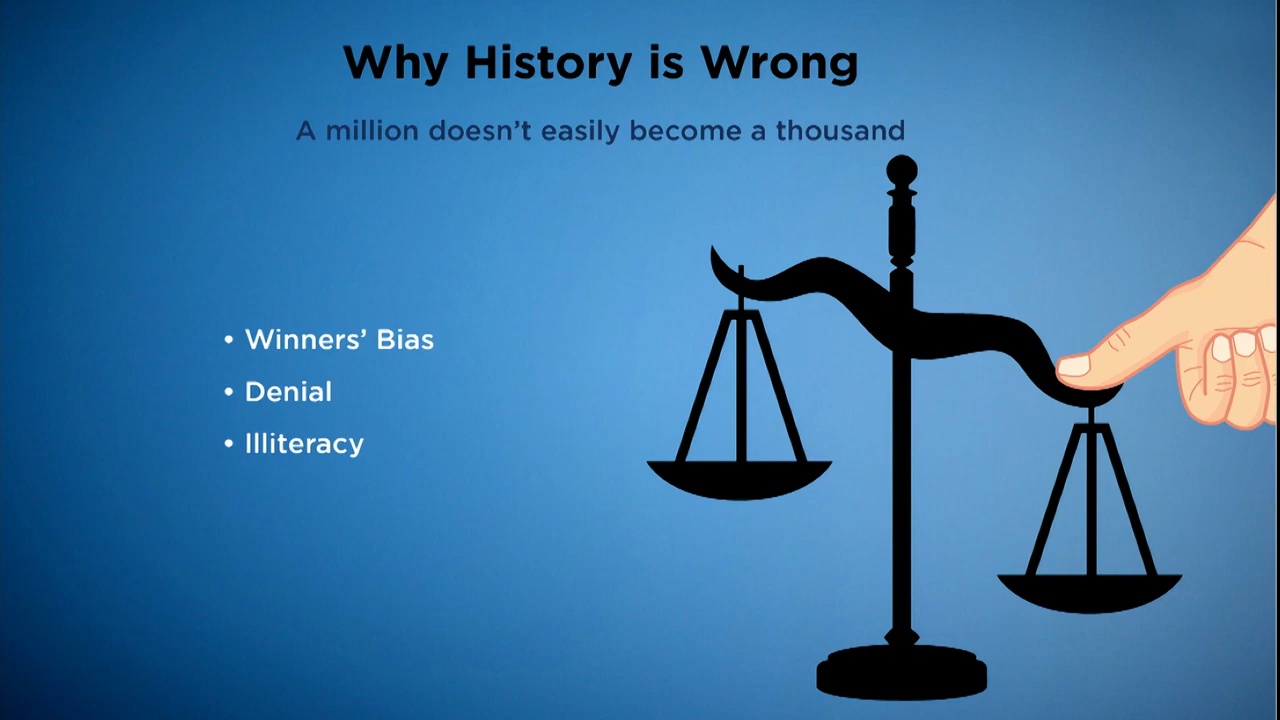 Why History is Wrong
A million doesn’t easily become a thousand
• Winners’ Bias
• Denial
• Illiteracy